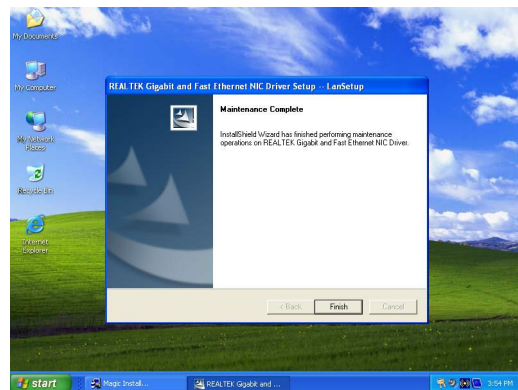 My Documents
My Computer
My Network
Places
Recycle Bin
Internet
Explorer
REALTEK Gigabit and Fast Ethernet NIC Driver Setup -- LanSetup
Maintenance Complete
InstallShield Wizard has finished performing maintenance
operations on REALTEK Gigabit and Fast Ethernet NIC Driver.
< Back
Finish
Cancel
start
Magic Install...
REALTEK Gigabit and ...
3:54 PM